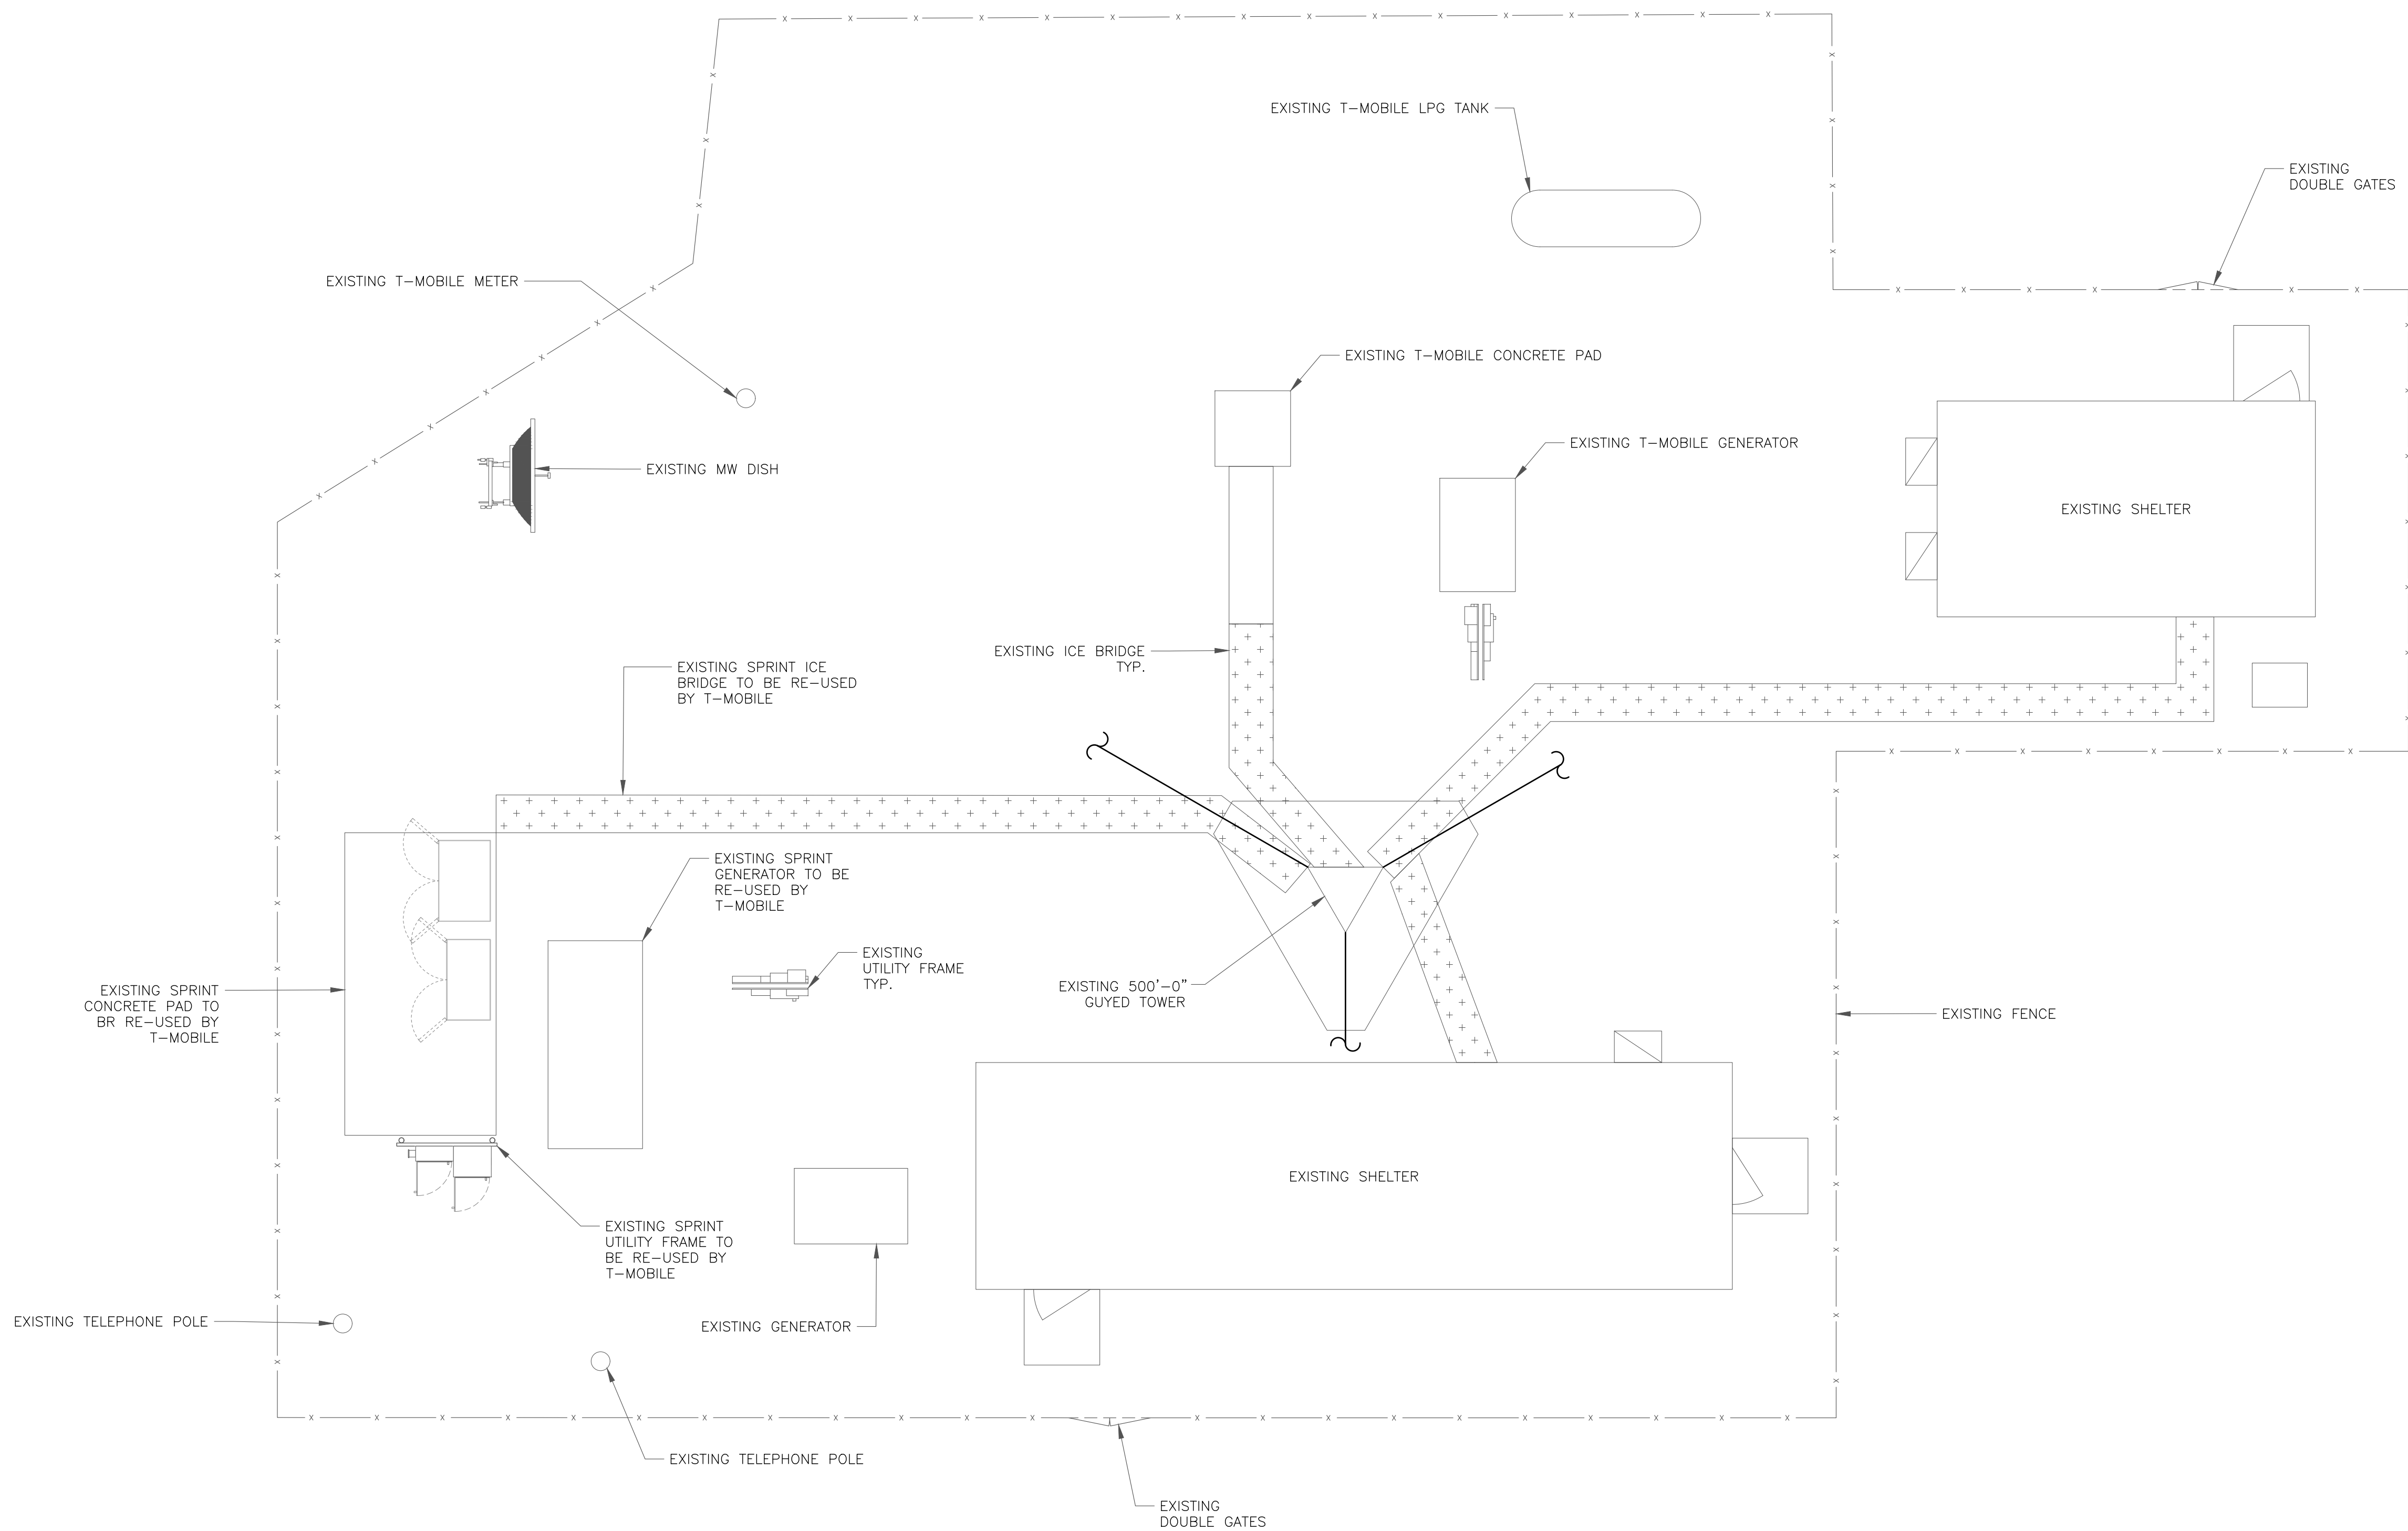 EXISTING T-MOBILE LPG TANK
EXISTING
DOUBLE GATES
EXISTING T-MOBILE METER
EXISTING T-MOBILE CONCRETE PAD
EXISTING T-MOBILE GENERATOR
EXISTING MW DISH
EXISTING SHELTER
EXISTING ICE BRIDGE
TYP.
EXISTING SPRINT ICE
BRIDGE TO BE RE-USED
BY T-MOBILE
EXISTING SPRINT
GENERATOR TO BE
RE-USED BY
T-MOBILE
EXISTING
UTILITY FRAME
TYP.
EXISTING SPRINT
CONCRETE PAD TO
BR RE-USED BY
T-MOBILE
EXISTING 500'-0"
GUYED TOWER
EXISTING FENCE
EXISTING SHELTER
EXISTING SPRINT
UTILITY FRAME TO
BE RE-USED BY
T-MOBILE
EXISTING TELEPHONE POLE
EXISTING GENERATOR
EXISTING TELEPHONE POLE
EXISTING
DOUBLE GATES